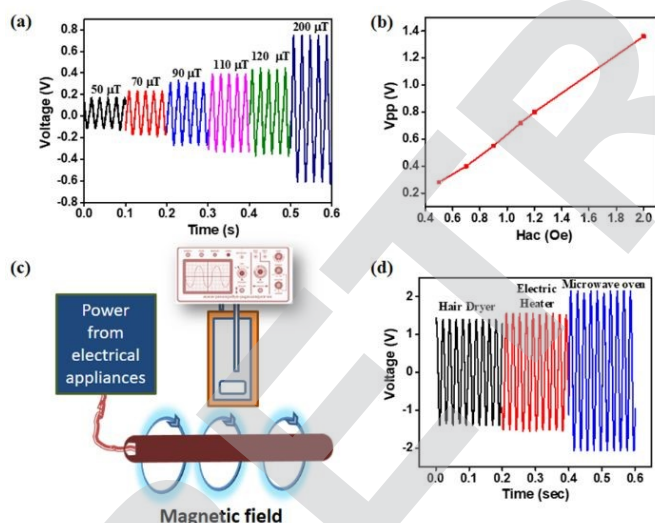 (a)
0.8
0.6
0.4
0.2
0.0
-0.2
-0.4
-0.6
-0.8
Voltage (V)
50 µT
70 µT
90 µT
110 µT
120 µT
200 µT
0.0 0.1 0.2 0.3 0.4 0.5 0.6
Time (s)
(b)
1.4
1.2
1.0
0.8
0.6
0.4
0.2
Vpp (V)
0.4 0.6 0.8 1.0 1.2 1.4 1.6 1.8 2.0
Hac (Oe)
(c)
Power
from
electrical
appliances
Magnetic field
(d)
2
1
0
-1
-2
Voltage (V)
Hair Dryer
Electric
Heater
Microwave oven
0.0 0.1 0.2 0.3 0.4 0.5 0.6
Time (sec)